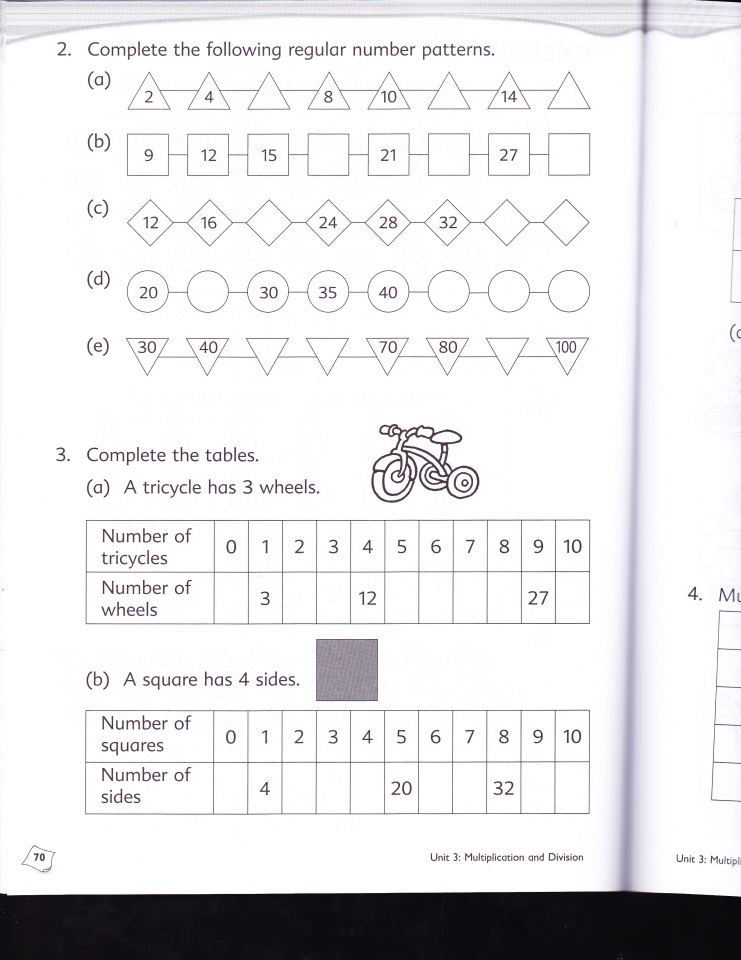 2. Complete the following regular number patterns.
(a) 2 4 8 10 14
(b) 9 12 15 21 27
(c) 12 16 24 28 32
(d) 20 30 35 40
(e) 30 40 70 80 100
3. Complete the tables.
(a) A tricycle has 3 wheels.
Number of
tricycles 0 1 2 3 4 5 6 7 8 9 10
Number of
wheels 3 12 27
(b) A square has 4 sides.
Number of
squares 0 1 2 3 4 5 6 7 8 9 10
Number of
sides 4 20 32
70 Unit 3: Multiplication and Division
4.
Unit 3: